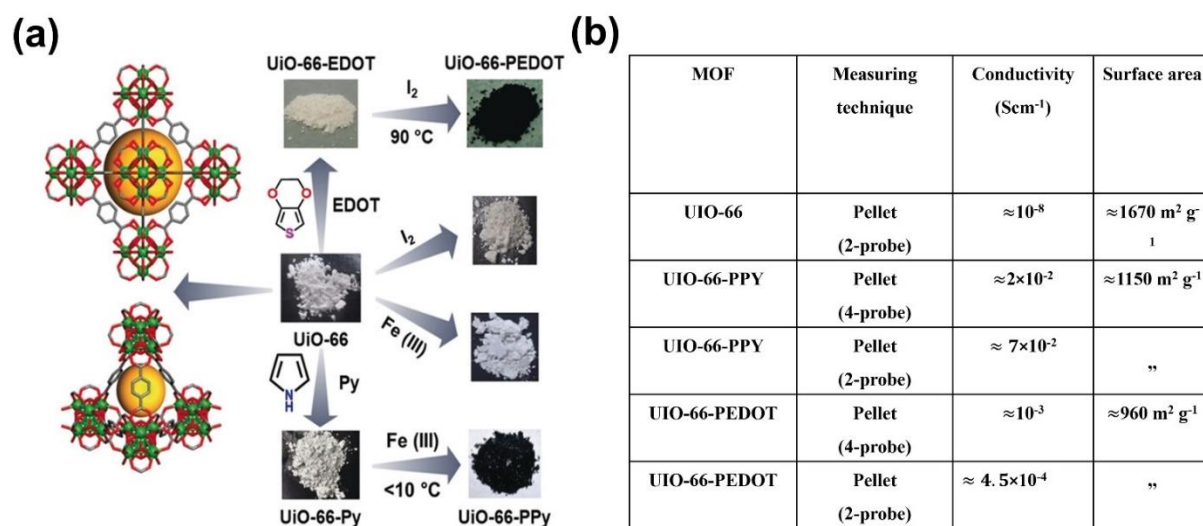 (a)
UiO-66-EDOT
UiO-66-PEDOT
I₂
90 °C
O
O
S
EDOT
I₂
UiO-66
Fe (III)
N
H
Py
Fe (III)
<10 °C
UiO-66-Py
UiO-66-PPy
(b)
MOF
Measuring
technique
Conductivity
(Scm⁻¹)
Surface area
UIO-66
Pellet
(2-probe)
≈10⁻⁸
≈1670 m² g⁻
¹
UIO-66-PPY
Pellet
(4-probe)
≈2×10⁻²
≈1150 m² g⁻¹
UIO-66-PPY
Pellet
(2-probe)
≈ 7×10⁻²
„
UIO-66-PEDOT
Pellet
(4-probe)
≈10⁻³
≈960 m² g⁻¹
UIO-66-PEDOT
Pellet
(2-probe)
≈ 4.5×10⁻⁴
„